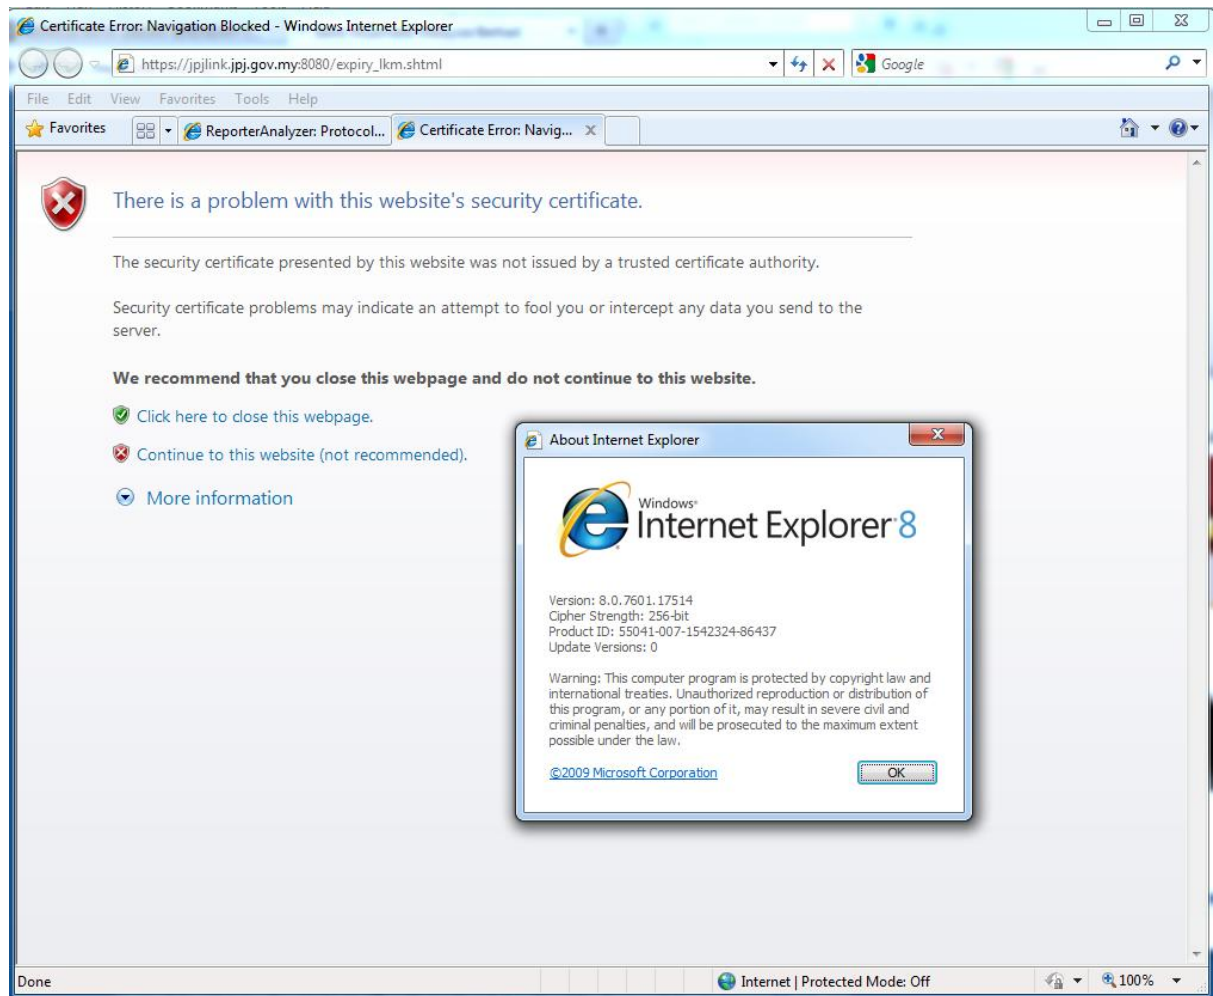 Certificate Error: Navigation Blocked - Windows Internet Explorer
https://jpjlink.jpj.gov.my:8080/expiry_lkm.shtml
Google
File Edit View Favorites Tools Help
Favorites
ReporterAnalyzer: Protocol...
Certificate Error: Navig...
There is a problem with this website's security certificate.
The security certificate presented by this website was not issued by a trusted certificate authority.
Security certificate problems may indicate an attempt to fool you or intercept any data you send to the
server.
We recommend that you close this webpage and do not continue to this website.
Click here to close this webpage.
Continue to this website (not recommended).
More information
About Internet Explorer
Windows
Internet Explorer 8
Version: 8.0.7601.17514
Cipher Strength: 256-bit
Product ID: 55041-007-1542324-86437
Update Versions: 0
Warning: This computer program is protected by copyright law and
international treaties. Unauthorized reproduction or distribution of
this program, or any portion of it, may result in severe civil and
criminal penalties, and will be prosecuted to the maximum extent
possible under the law.
©2009 Microsoft Corporation
OK
Done
Internet | Protected Mode: Off
100%